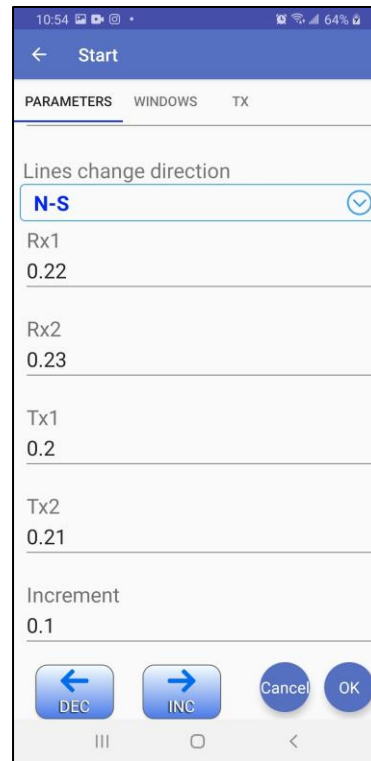 10:54 64%
Start
PARAMETERS WINDOWS TX
Lines change direction
N-S
Rx1
0.22
Rx2
0.23
Tx1
0.2
Tx2
0.21
Increment
0.1
DEC INC Cancel OK